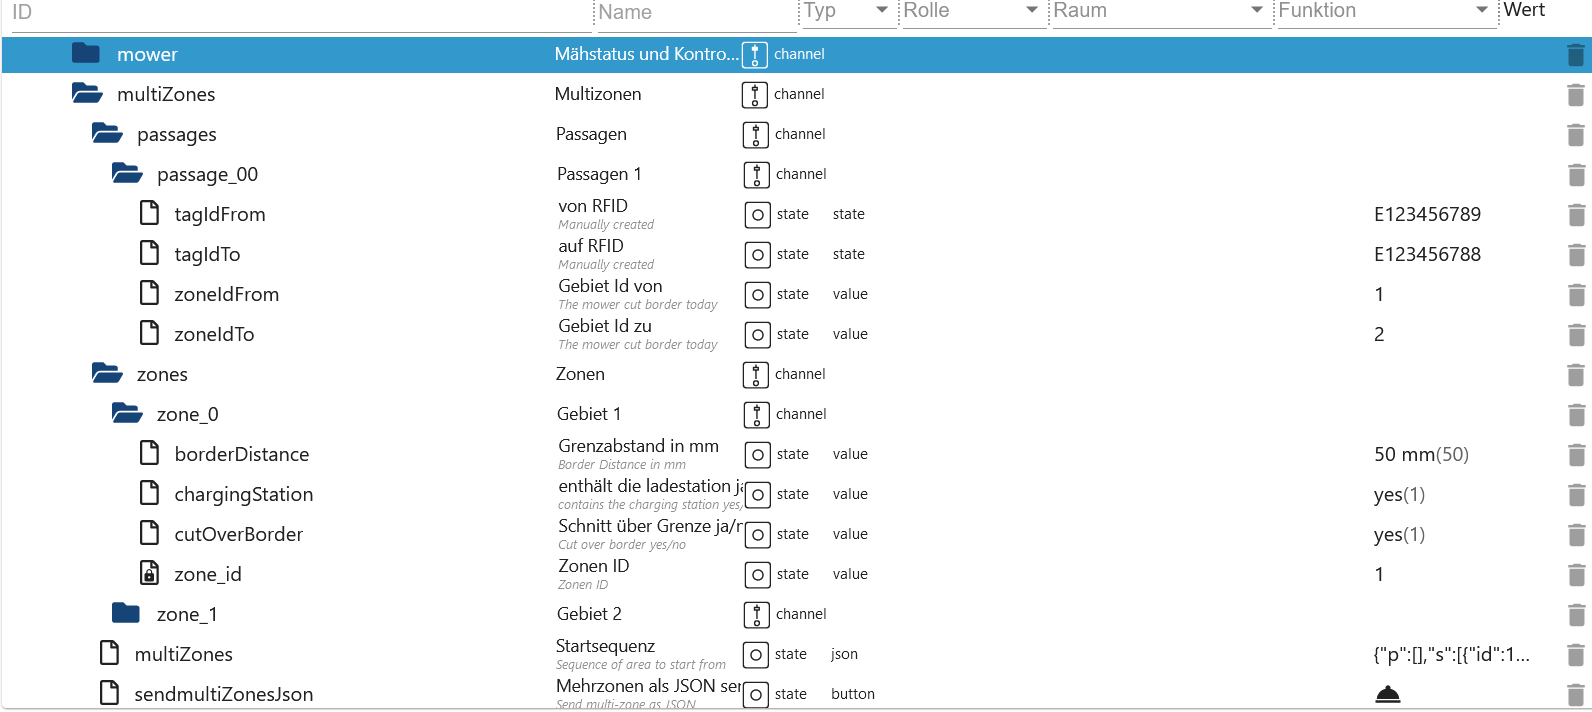 ID Name Typ Rolle Raum Funktion Wert
mower Mähstatus und Kontro... channel
multiZones Multizonen channel
passages Passagen channel
passage_00 Passagen 1 channel
tagIdFrom von RFID state state E123456789
Manually created
tagIdTo auf RFID state state E123456788
Manually created
zoneIdFrom Gebiet Id von state value 1
The mower cut border today
zoneIdTo Gebiet Id zu state value 2
The mower cut border today
zones Zonen channel
zone_0 Gebiet 1 channel
borderDistance Grenzabstand in mm state value 50 mm(50)
Border Distance in mm
chargingStation enthält die ladestation ja state value yes(1)
contains the charging station yes/
cutOverBorder Schnitt über Grenze ja/n state value yes(1)
Cut over border yes/no
zone_id Zonen ID state value 1
Zonen ID
zone_1 Gebiet 2 channel
multiZones Startsequenz state json {"p":[],"s":[{"id":1...
Sequence of area to start from
sendmultiZonesJson Mehrzonen als JSON sen state button
Send multi-zone as JSON